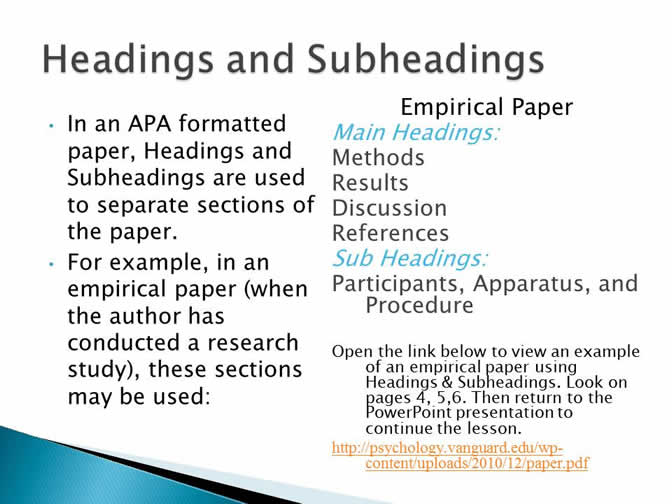 Headings and Subheadings
• In an APA formatted
paper, Headings and
Subheadings are used
to separate sections of
the paper.
• For example, in an
empirical paper (when
the author has
conducted a research
study), these sections
may be used:
Empirical Paper
Main Headings:
Methods
Results
Discussion
References
Sub Headings:
Participants, Apparatus, and
Procedure
Open the link below to view an example
of an empirical paper using
Headings & Subheadings. Look on
pages 4, 5,6. Then return to the
PowerPoint presentation to
continue the lesson.
http://psychology.vanguard.edu/wp-
content/uploads/2010/12/paper.pdf